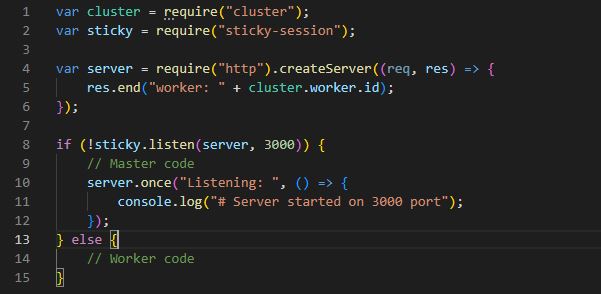 1 var cluster = require("cluster");
2 var sticky = require("sticky-session");
3
4 var server = require("http").createServer((req, res) => {
5     res.end("worker: " + cluster.worker.id);
6 });
7
8 if (!sticky.listen(server, 3000)) {
9     // Master code
10     server.once("Listening: ", () => {
11         console.log("# Server started on 3000 port");
12     });
13 } else {
14     // Worker code
15 }